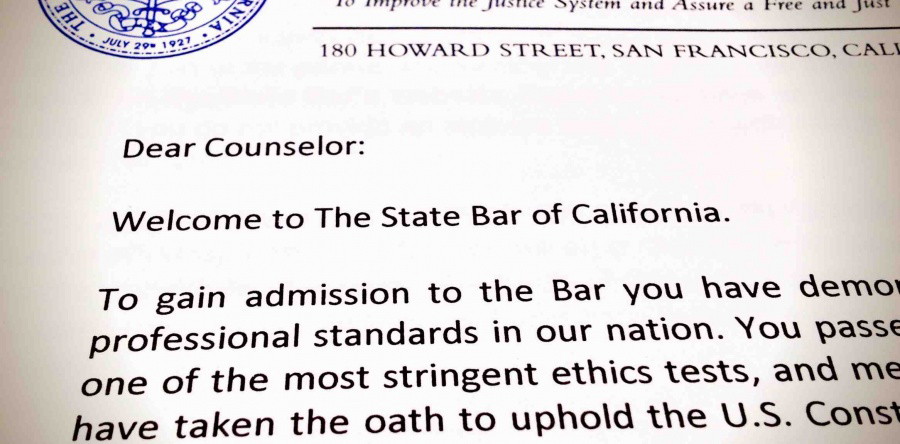 THE
ORNIA
JULY 29th 1927
To Improve the Justice System and Assure a Free and Just
180 HOWARD STREET, SAN FRANCISCO, CALI
Dear Counselor:
Welcome to The State Bar of California.
To gain admission to the Bar you have demo
professional standards in our nation. You passe
one of the most stringent ethics tests, and me
have taken the oath to uphold the U.S. Const